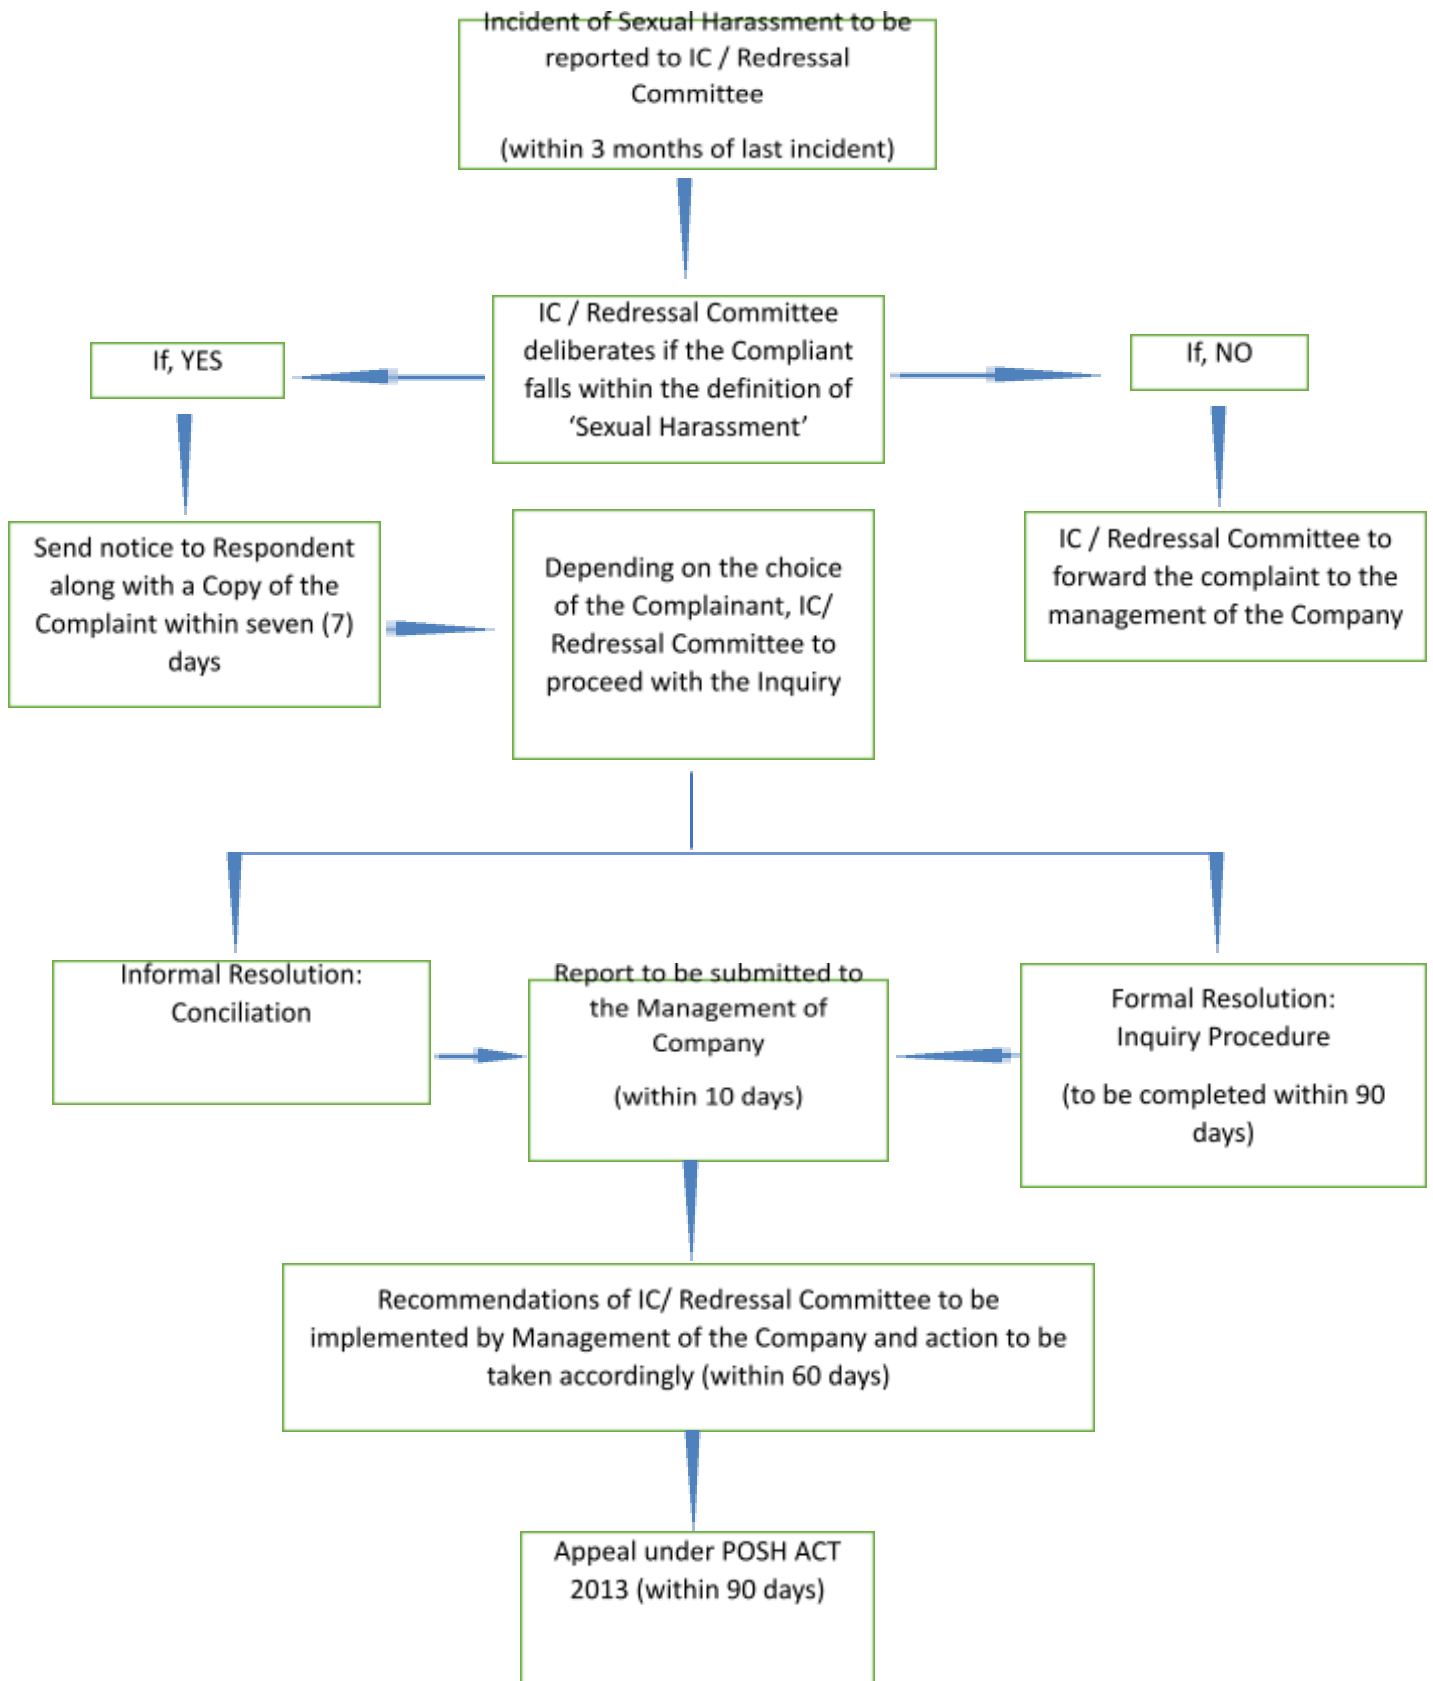 Incident of Sexual Harassment to be
reported to IC / Redressal
Committee
(within 3 months of last incident)
IC / Redressal Committee
deliberates if the Compliant
falls within the definition of
‘Sexual Harassment’
If, YES
If, NO
Send notice to Respondent
along with a Copy of the
Complaint within seven (7)
days
Depending on the choice
of the Complainant, IC/
Redressal Committee to
proceed with the Inquiry
IC / Redressal Committee to
forward the complaint to the
management of the Company
Informal Resolution:
Conciliation
Report to be submitted to
the Management of
Company
(within 10 days)
Formal Resolution:
Inquiry Procedure
(to be completed within 90
days)
Recommendations of IC/ Redressal Committee to be
implemented by Management of the Company and action to be
taken accordingly (within 60 days)
Appeal under POSH ACT
2013 (within 90 days)